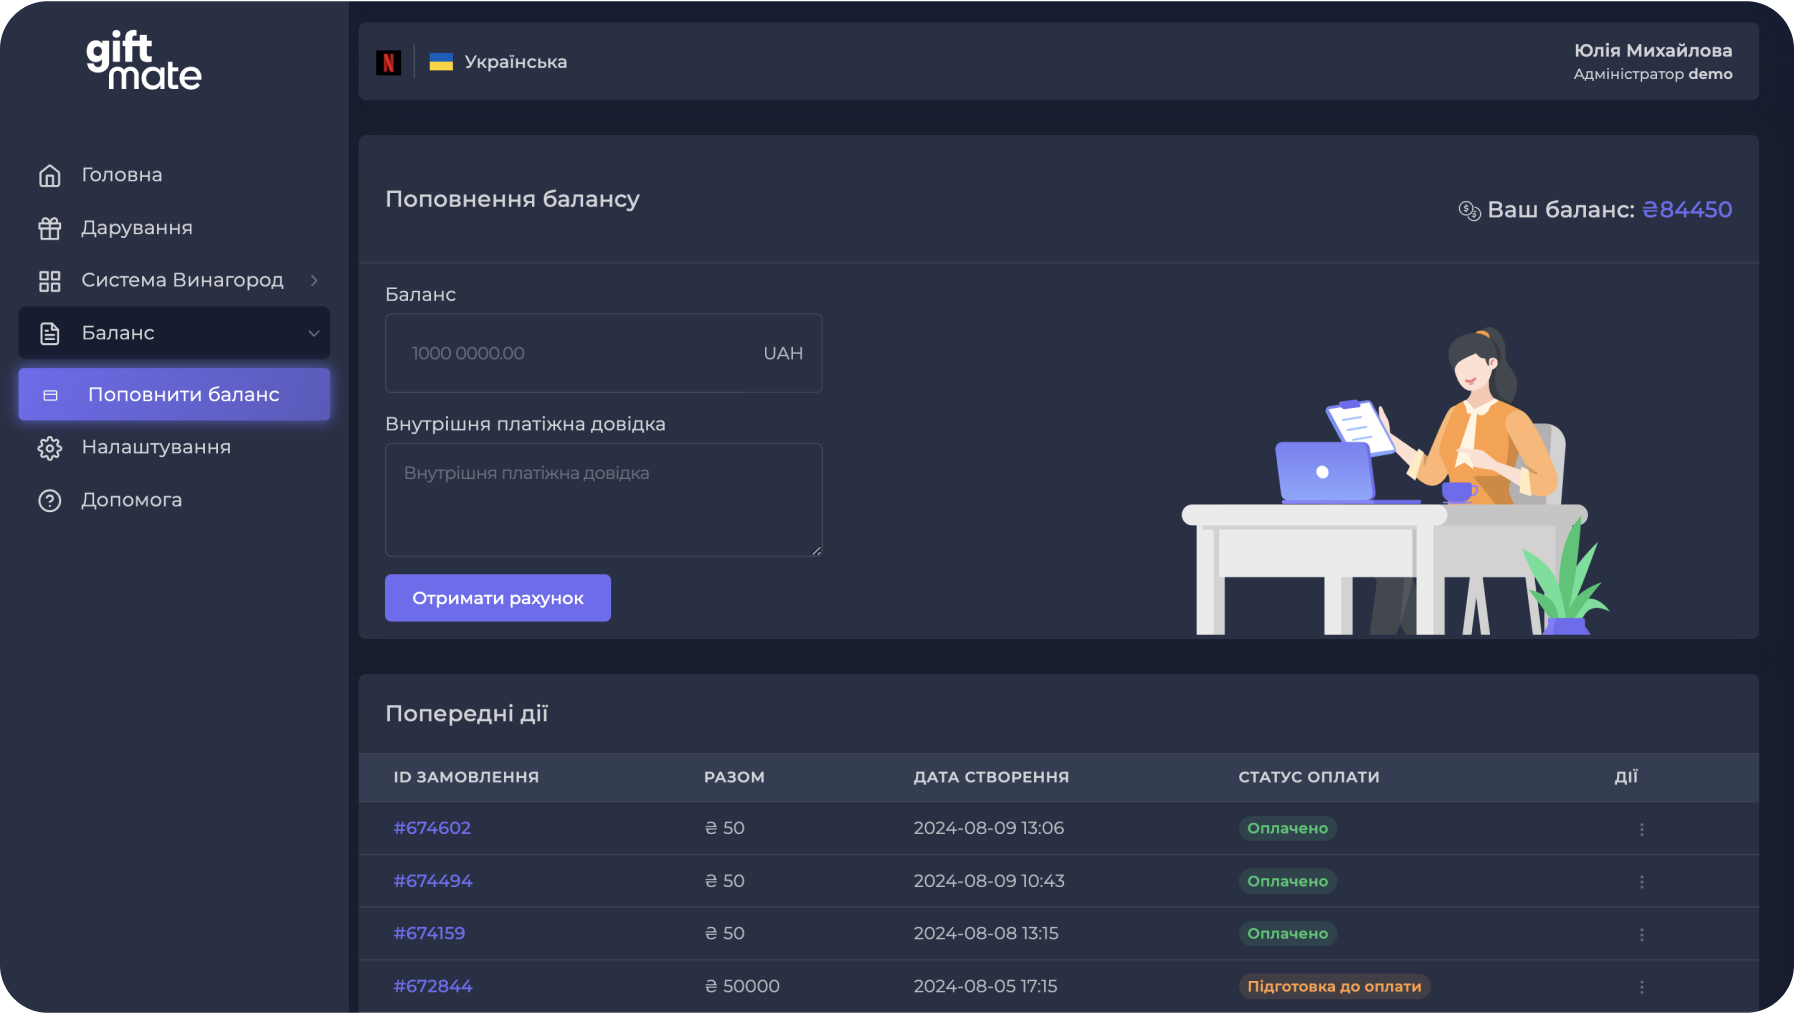 gift
mate
Українська
Юлія Михайлова
Адміністратор demo
Головна
Дарування
Система Винагород
Баланс
Поповнити баланс
Налаштування
Допомога
Поповнення балансу
Ваш баланс: ₴84450
Баланс
1000 0000.00 UAH
Внутрішня платіжна довідка
Внутрішня платіжна довідка
Отримати рахунок
Попередні дії
ID ЗАМОВЛЕННЯ РАЗОМ ДАТА СТВОРЕННЯ СТАТУС ОПЛАТИ ДІЇ
#674602 ₴ 50 2024-08-09 13:06 Оплачено
#674494 ₴ 50 2024-08-09 10:43 Оплачено
#674159 ₴ 50 2024-08-08 13:15 Оплачено
#672844 ₴ 50000 2024-08-05 17:15 Підготовка до оплати